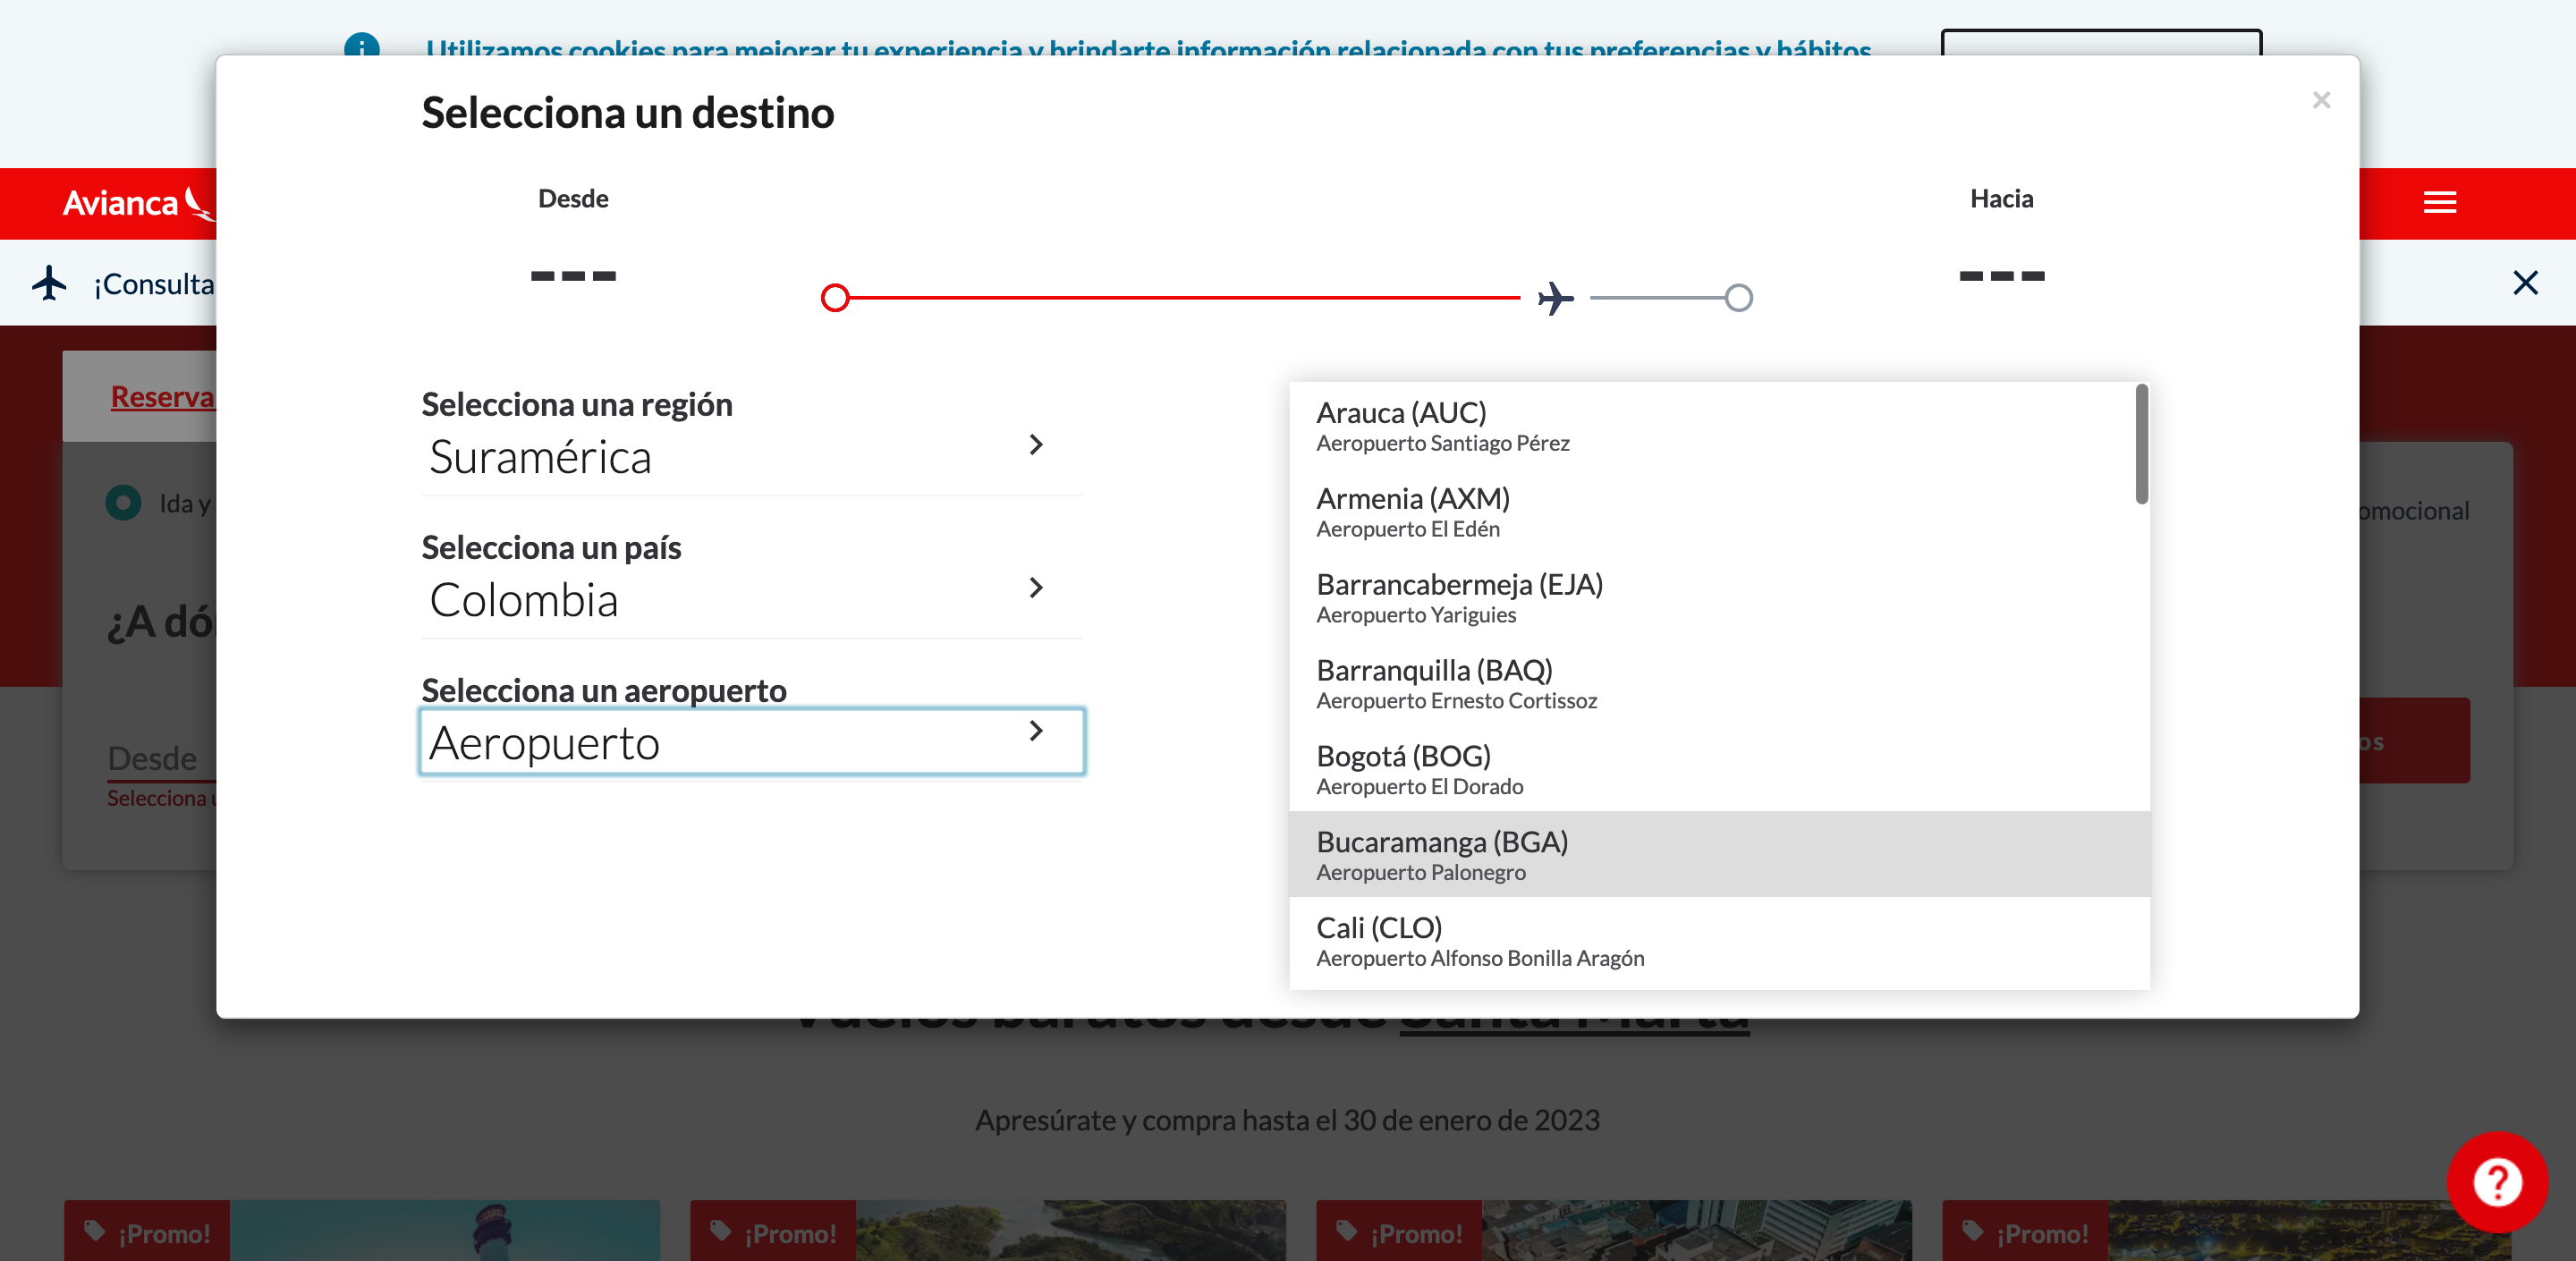 Utilizamos cookies para mejorar tu experiencia y brindarte información relacionada con tus preferencias y hábitos
Selecciona un destino
×
Avianca
Desde
Hacia
---
---
¡Consulta
Reserva
Selecciona una región
Suramérica
Selecciona un país
Colombia
Selecciona un aeropuerto
Aeropuerto
Arauca (AUC)
Aeropuerto Santiago Pérez
Armenia (AXM)
Aeropuerto El Edén
Barrancabermeja (EJA)
Aeropuerto Yariguies
Barranquilla (BAQ)
Aeropuerto Ernesto Cortissoz
Bogotá (BOG)
Aeropuerto El Dorado
Bucaramanga (BGA)
Aeropuerto Palonegro
Cali (CLO)
Aeropuerto Alfonso Bonilla Aragón
Ida y
omocional
¿A dó
Desde
Selecciona
os
Vuelos baratos desde Santa Marta
Apresúrate y compra hasta el 30 de enero de 2023
¡Promo!
¡Promo!
¡Promo!
¡Promo!
?